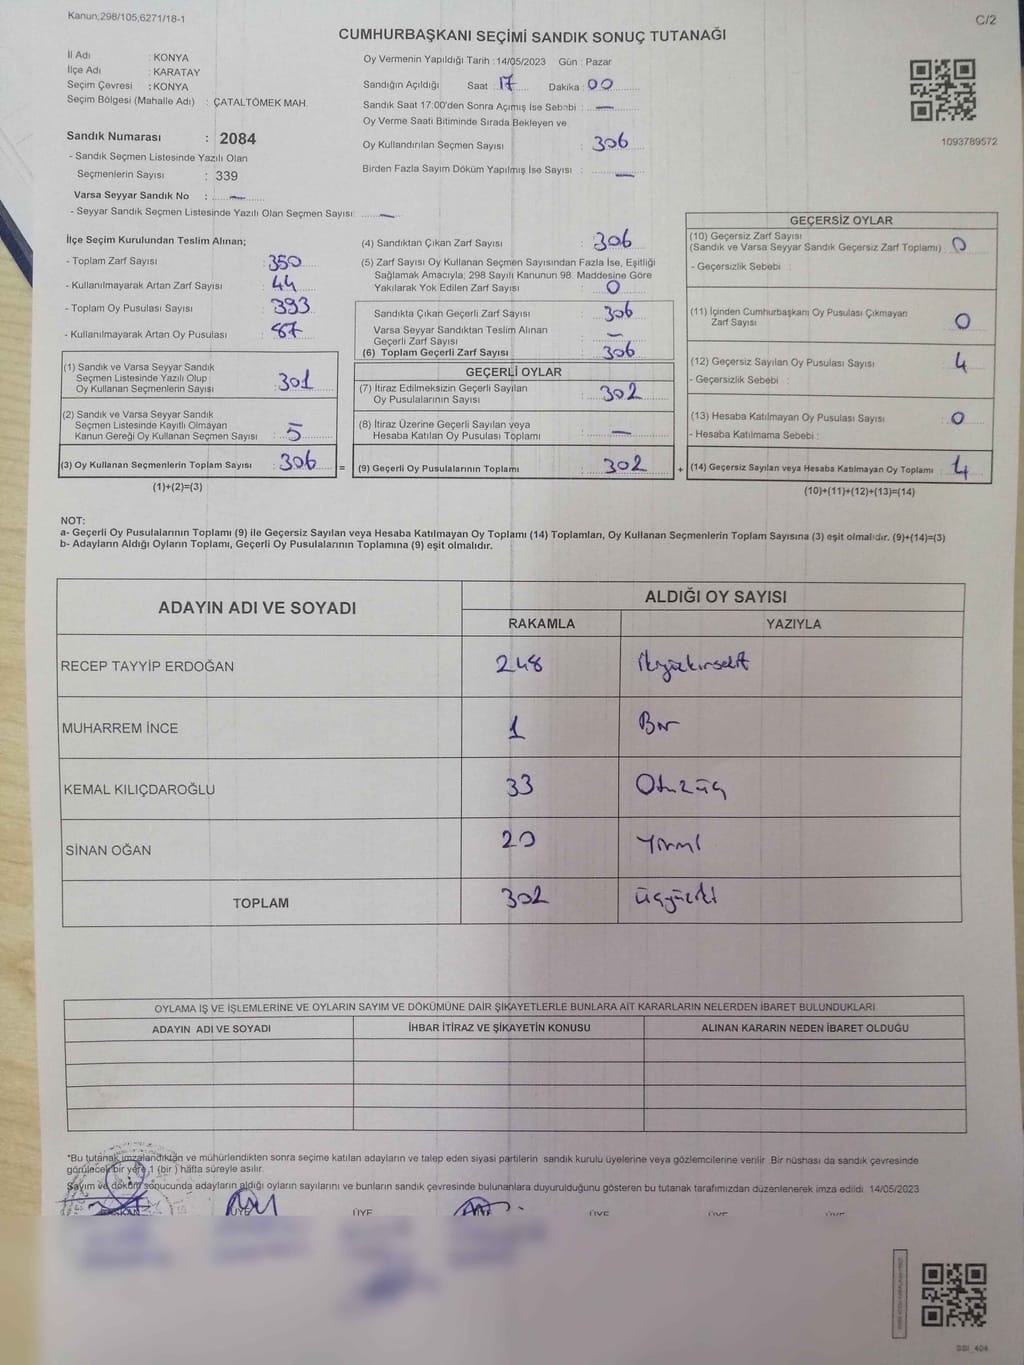 Kanun;298/105,6271/18-1
C/2
CUMHURBAŞKANI SEÇİMİ SANDIK SONUÇ TUTANAĞI
İl Adı : KONYA
İlçe Adı : KARATAY
Seçim Çevresi : KONYA
Seçim Bölgesi (Mahalle Adı) : ÇATALTÖMEK MAH.
Sandık Numarası : 2084
- Sandık Seçmen Listesinde Yazılı Olan
Seçmenlerin Sayısı : 339
Varsa Seyyar Sandık No : —
- Seyyar Sandık Seçmen Listesinde Yazılı Olan Seçmen Sayısı: —
Oy Vermenin Yapıldığı Tarih : 14/05/2023 Gün : Pazar
Sandığın Açıldığı Saat : 17 Dakika : 00
Sandık Saat 17:00'den Sonra Açımış İse Sebebi : —
Oy Verme Saati Bitiminde Sırada Bekleyen ve
Oy Kullandırılan Seçmen Sayısı : 306
Birden Fazla Sayım Döküm Yapılmış İse Sayısı : —
1093789572
İlçe Seçim Kurulundan Teslim Alınan;
- Toplam Zarf Sayısı : 350
- Kullanılmayarak Artan Zarf Sayısı : 44
- Toplam Oy Pusulası Sayısı : 393
- Kullanılmayarak Artan Oy Pusulası : 87
(1) Sandık ve Varsa Seyyar Sandık
Seçmen Listesinde Yazılı Olup
Oy Kullanan Seçmenlerin Sayısı : 301
(2) Sandık ve Varsa Seyyar Sandık
Seçmen Listesinde Kayıtlı Olmayan
Kanun Gereği Oy Kullanan Seçmen Sayısı : 5
(3) Oy Kullanan Seçmenlerin Toplam Sayısı : 306 =
(1)+(2)=(3)
(4) Sandıktan Çıkan Zarf Sayısı : 306
(5) Zarf Sayısı Oy Kullanan Seçmen Sayısından Fazla İse, Eşitliği
Sağlamak Amacıyla; 298 Sayılı Kanunun 98. Maddesine Göre
Yakılarak Yok Edilen Zarf Sayısı : 0
Sandıkta Çıkan Geçerli Zarf Sayısı : 306
Varsa Seyyar Sandıktan Teslim Alınan
Geçerli Zarf Sayısı : —
(6) Toplam Geçerli Zarf Sayısı : 306
GEÇERLİ OYLAR
(7) İtiraz Edilmeksizin Geçerli Sayılan
Oy Pusulalarının Sayısı : 302
(8) İtiraz Üzerine Geçerli Sayılan veya
Hesaba Katılan Oy Pusulası Toplamı : —
(9) Geçerli Oy Pusulalarının Toplamı : 302 +
GEÇERSİZ OYLAR
(10) Geçersiz Zarf Sayısı
(Sandık ve Varsa Seyyar Sandık Geçersiz Zarf Toplamı) : 0
- Geçersizlik Sebebi :
(11) İçinden Cumhurbaşkanı Oy Pusulası Çıkmayan
Zarf Sayısı : 0
(12) Geçersiz Sayılan Oy Pusulası Sayısı : 4
- Geçersizlik Sebebi :
(13) Hesaba Katılmayan Oy Pusulası Sayısı : 0
- Hesaba Katılmama Sebebi :
(14) Geçersiz Sayılan veya Hesaba Katılmayan Oy Toplamı : 4
(10)+(11)+(12)+(13)=(14)
NOT:
a- Geçerli Oy Pusulalarının Toplamı (9) ile Geçersiz Sayılan veya Hesaba Katılmayan Oy Toplamı (14) Toplamları, Oy Kullanan Seçmenlerin Toplam Sayısına (3) eşit olmalıdır. (9)+(14)=(3)
b- Adayların Aldığı Oyların Toplamı, Geçerli Oy Pusulalarının Toplamına (9) eşit olmalıdır.
ADAYIN ADI VE SOYADI
ALDIĞI OY SAYISI
RAKAMLA YAZIYLA
RECEP TAYYİP ERDOĞAN 248 ikiyüzkırksekiz
MUHARREM İNCE 1 Bir
KEMAL KILIÇDAROĞLU 33 Otuzüç
SİNAN OĞAN 20 Yirmi
TOPLAM 302 üçyüziki
OYLAMA İŞ VE İŞLEMLERİNE VE OYLARIN SAYIM VE DÖKÜMÜNE DAİR ŞİKAYETLERLE BUNLARA AİT KARARLARIN NELERDEN İBARET BULUNDUKLARI
ADAYIN ADI VE SOYADI İHBAR İTİRAZ VE ŞİKAYETİN KONUSU ALINAN KARARIN NEDEN İBARET OLDUĞU
*Bu tutanak imzalandıktan ve mühürlendikten sonra seçime katılan adayların ve talep eden siyasi partilerin sandık kurulu üyelerine veya gözlemcilerine verilir. Bir nüshası da sandık çevresinde
görülecek bir yere 1 (bir ) hafta süreyle asılır.
Sayım ve döküm sonucunda adayların aldığı oyların sayılarını ve bunların sandık çevresinde bulunanlara duyurulduğunu gösteren bu tutanak tarafımızdan düzenlenerek imza edildi. 14/05/2023
BAŞKAN ÜYE ÜYE ÜYE ÜYE ÜYE ÜYE
SSI_404